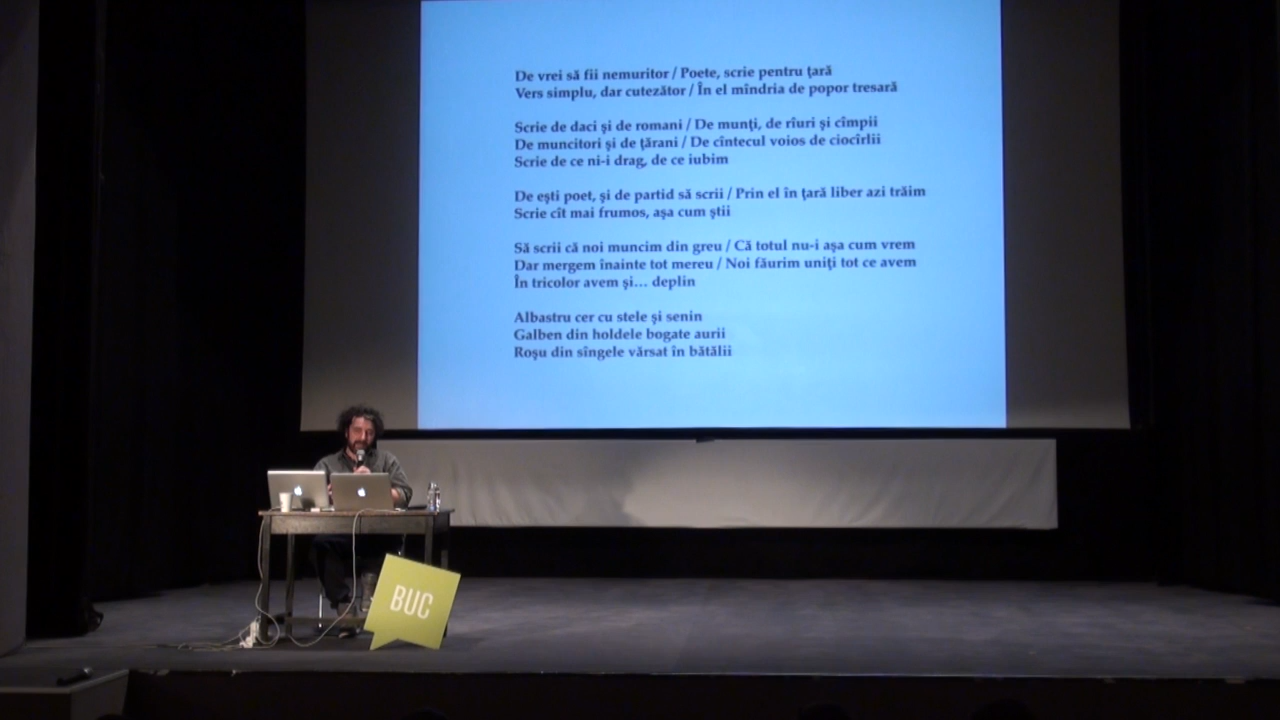 De vrei să fii nemuritor / Poete, scrie pentru ţară
Vers simplu, dar cutezător / În el mîndria de popor tresară
Scrie de daci şi de romani / De munţi, de rîuri şi cîmpii
De muncitori şi de ţărani / De cîntecul voios de ciocîrlii
Scrie de ce ni-i drag, de ce iubim
De eşti poet, şi de partid să scrii / Prin el în ţară liber azi trăim
Scrie cît mai frumos, aşa cum ştii
Să scrii că noi muncim din greu / Că totul nu-i aşa cum vrem
Dar mergem înainte tot mereu / Noi făurim uniţi tot ce avem
În tricolor avem şi… deplin
Albastru cer cu stele şi senin
Galben din holdele bogate aurii
Roşu din sîngele vărsat în bătălii
BUC